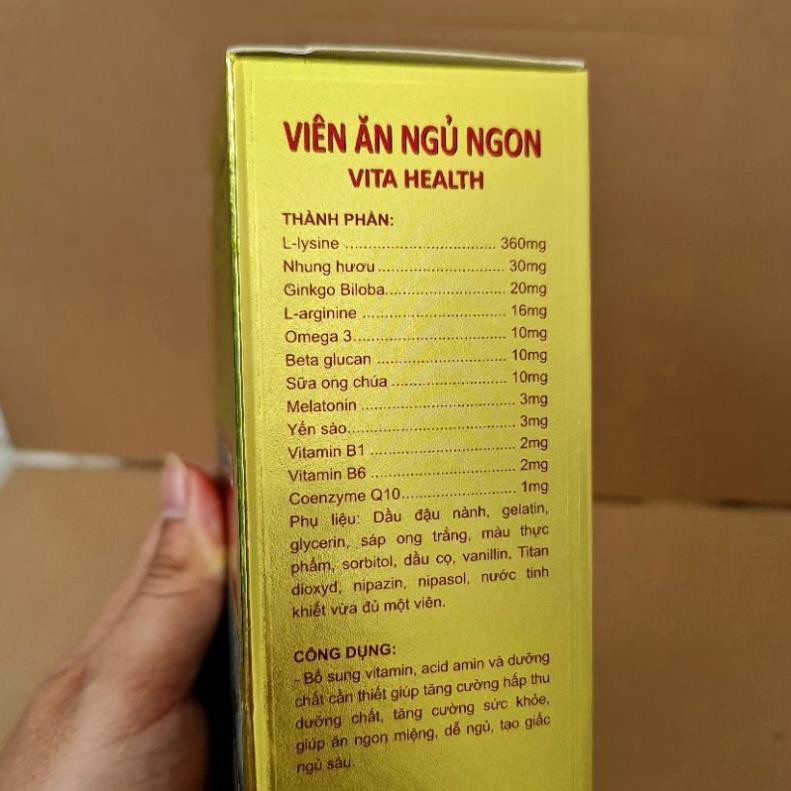 VIÊN ĂN NGỦ NGON
VITA HEALTH
THÀNH PHẦN:
L-lysine ................................ 360mg
Nhung hươu........................... 30mg
Ginkgo Biloba......................... 20mg
L-arginine .............................. 16mg
Omega 3................................ 10mg
Beta glucan ........................... 10mg
Sữa ong chúa ........................ 10mg
Melatonin ................................ 3mg
Yến sào.................................. 3mg
Vitamin B1 .............................. 2mg
Vitamin B6 .............................. 2mg
Coenzyme Q10........................ 1mg
Phụ liệu: Dầu đậu nành, gelatin,
glycerin, sáp ong trắng, màu thực
phẩm, sorbitol, dầu cọ, vanillin, Titan
dioxyd, nipazin, nipasol, nước tinh
khiết vừa đủ một viên.
CÔNG DỤNG:
- Bổ sung vitamin, acid amin và dưỡng
chất cần thiết giúp tăng cường hấp thu
dưỡng chất, tăng cường sức khỏe,
giúp ăn ngon miệng, dễ ngủ, tạo giấc
ngủ sâu.